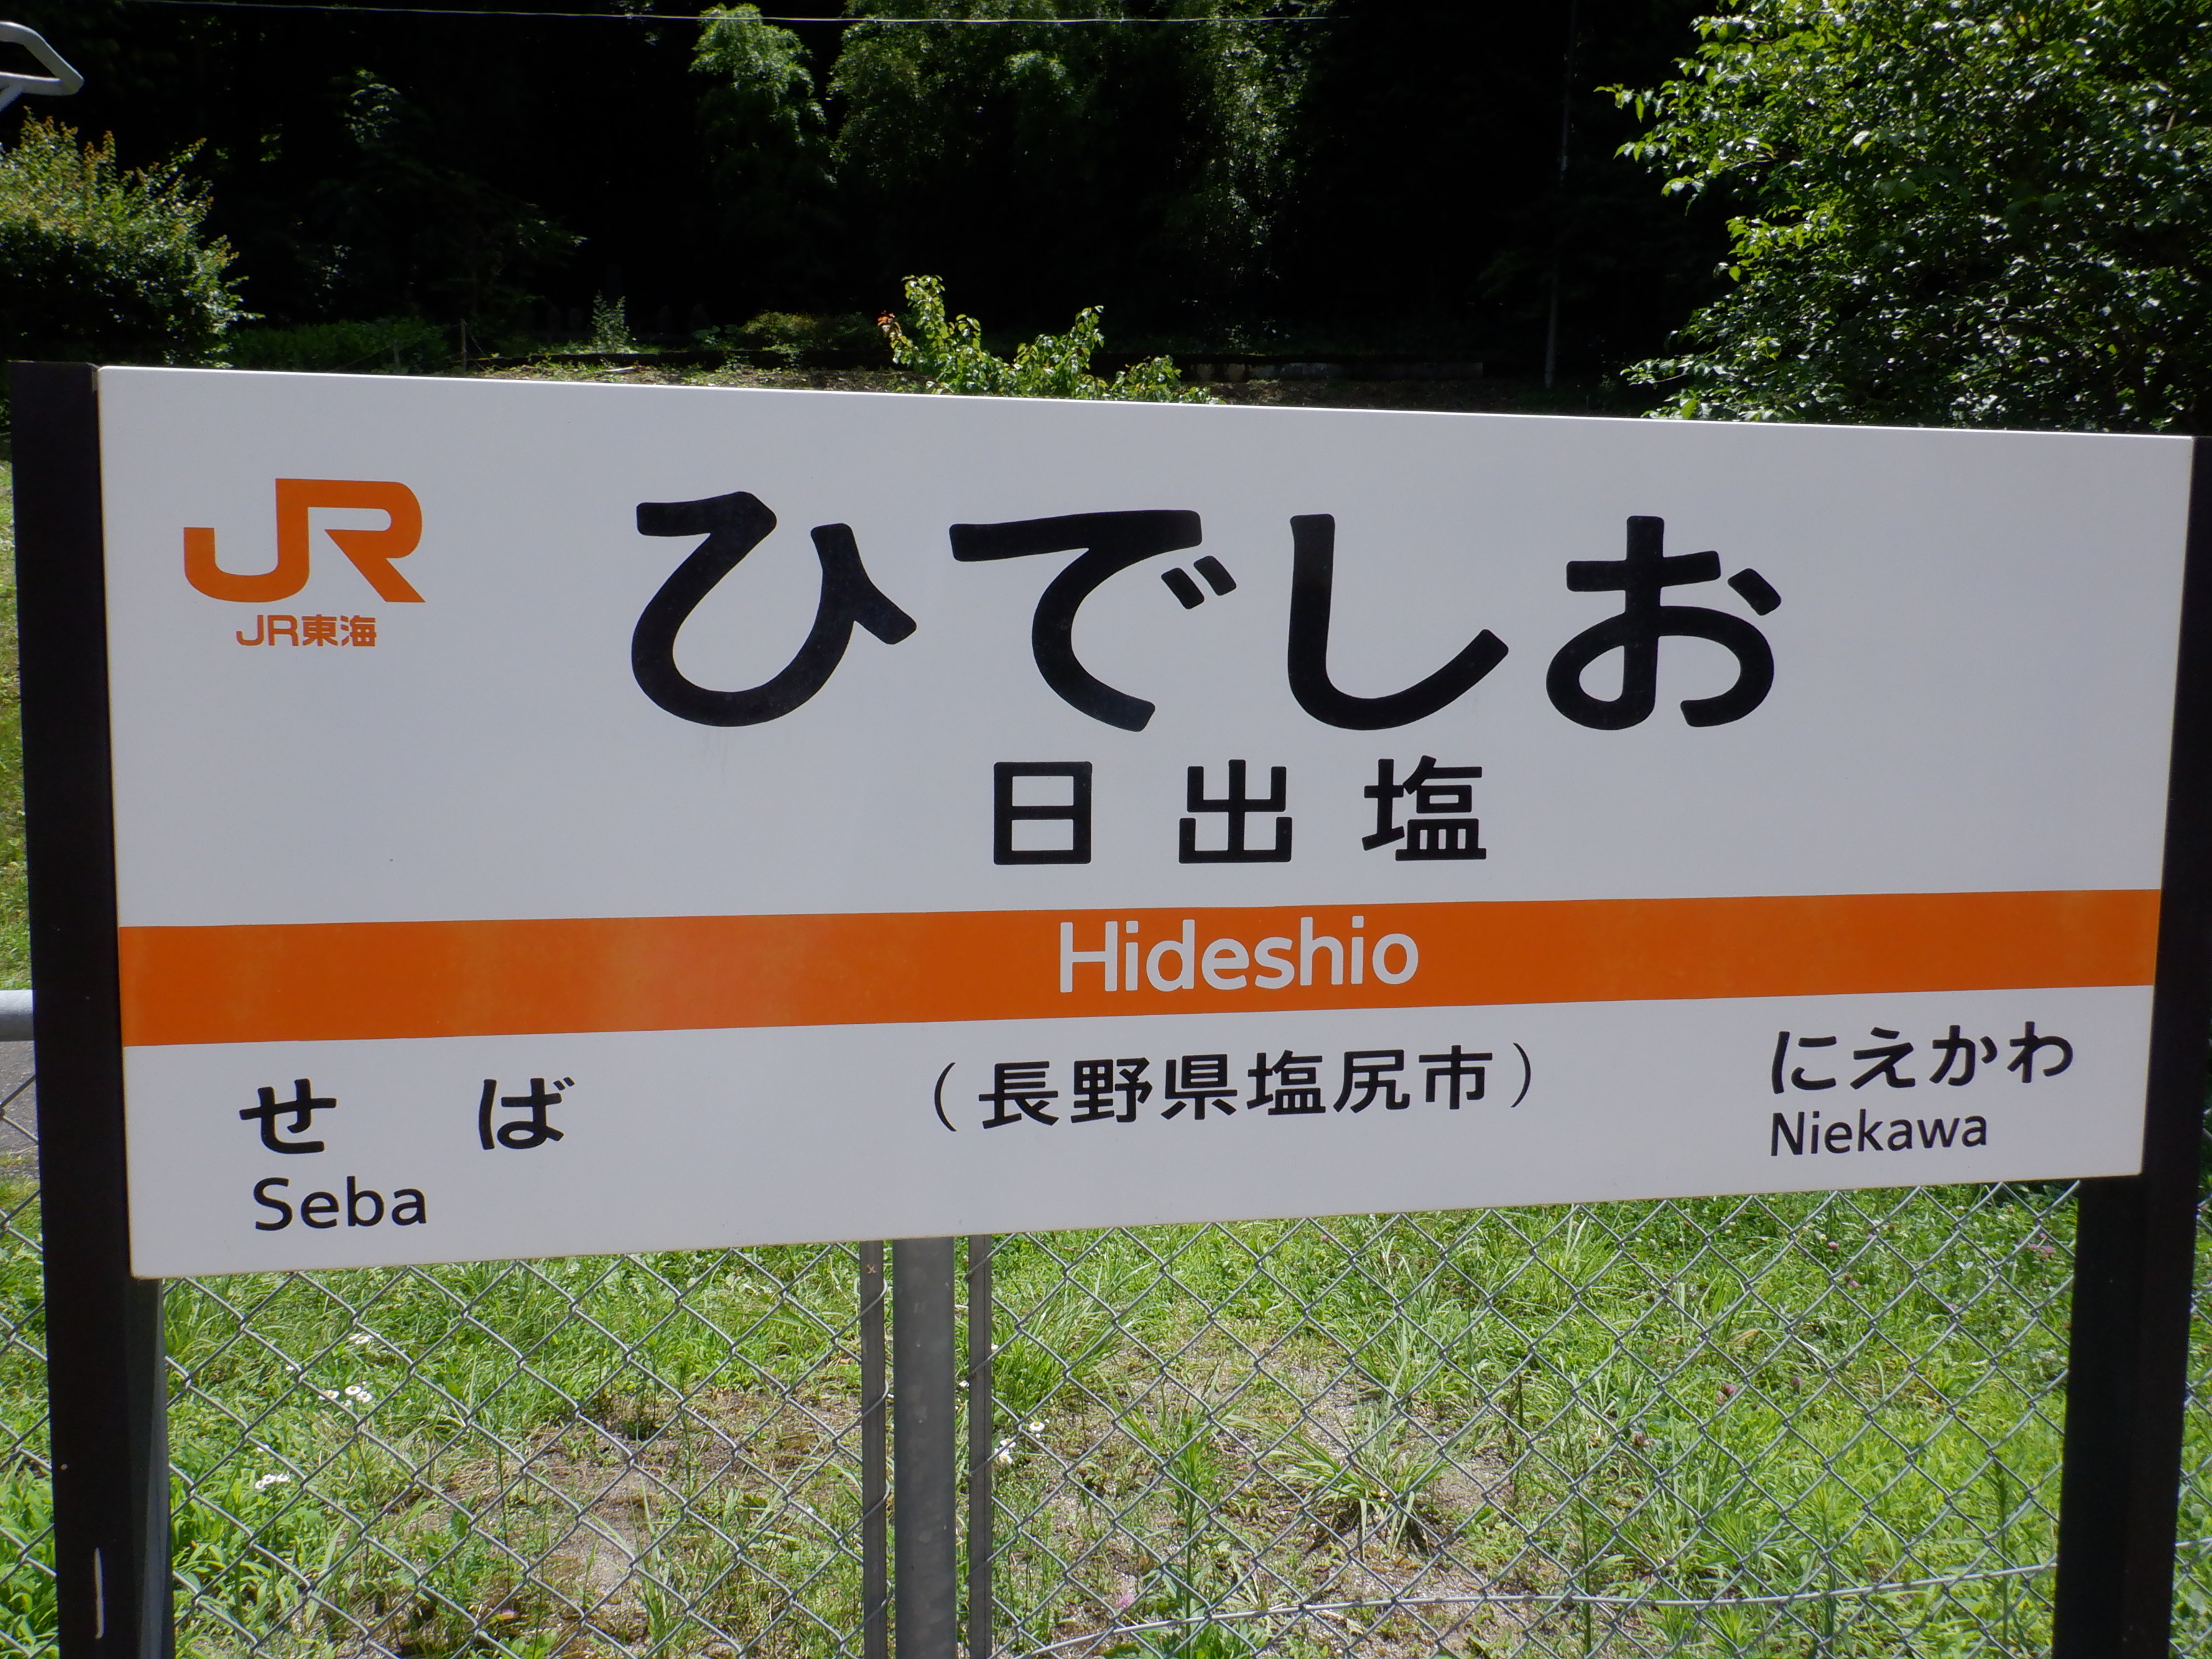 JR
JR東海
ひでしお
日出塩
Hideshio
せば
Seba
(長野県塩尻市)
にえかわ
Niekawa